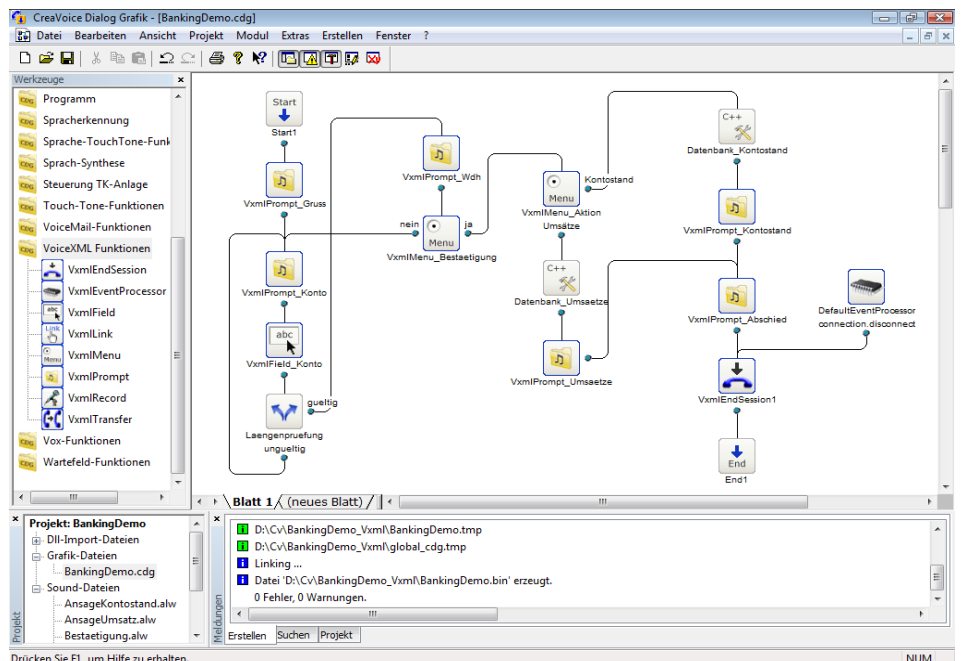 CreaVoice Dialog Grafik - [BankingDemo.cdg]
Datei Bearbeiten Ansicht Projekt Modul Extras Erstellen Fenster ?
Werkzeuge
Programm
Spracherkennung
Sprache-TouchTone-Funk
Sprach-Synthese
Steuerung TK-Anlage
Touch-Tone-Funktionen
VoiceMail-Funktionen
VoiceXML Funktionen
VxmlEndSession
VxmlEventProcessor
VxmlField
VxmlLink
VxmlMenu
VxmlPrompt
VxmlRecord
VxmlTransfer
Vox-Funktionen
Wartefeld-Funktionen
Start
Start1
VxmlPrompt_Gruss
VxmlPrompt_Konto
abc
VxmlField_Konto
gueltig
Laengenpruefung
ungueltig
VxmlPrompt_Wdh
nein
ja
Menu
VxmlMenu_Bestaetigung
Menu
Kontostand
VxmlMenu_Aktion
Umsätze
C++
Datenbank_Umsaetze
VxmlPrompt_Umsaetze
C++
Datenbank_Kontostand
VxmlPrompt_Kontostand
VxmlPrompt_Abschied
DefaultEventProcessor
connection.disconnect
VxmlEndSession1
End
End1
Blatt 1 (neues Blatt)
Projekt
Projekt: BankingDemo
Dll-Import-Dateien
Grafik-Dateien
BankingDemo.cdg
Sound-Dateien
AnsageKontostand.alw
AnsageUmsatz.alw
Bestaetigung.alw
Meldungen
D:\Cv\BankingDemo_Vxml\BankingDemo.tmp
D:\Cv\BankingDemo_Vxml\global_cdg.tmp
Linking ...
Datei 'D:\Cv\BankingDemo_Vxml\BankingDemo.bin' erzeugt.
0 Fehler, 0 Warnungen.
Erstellen Suchen Projekt
Drücken Sie F1, um Hilfe zu erhalten.
NUM